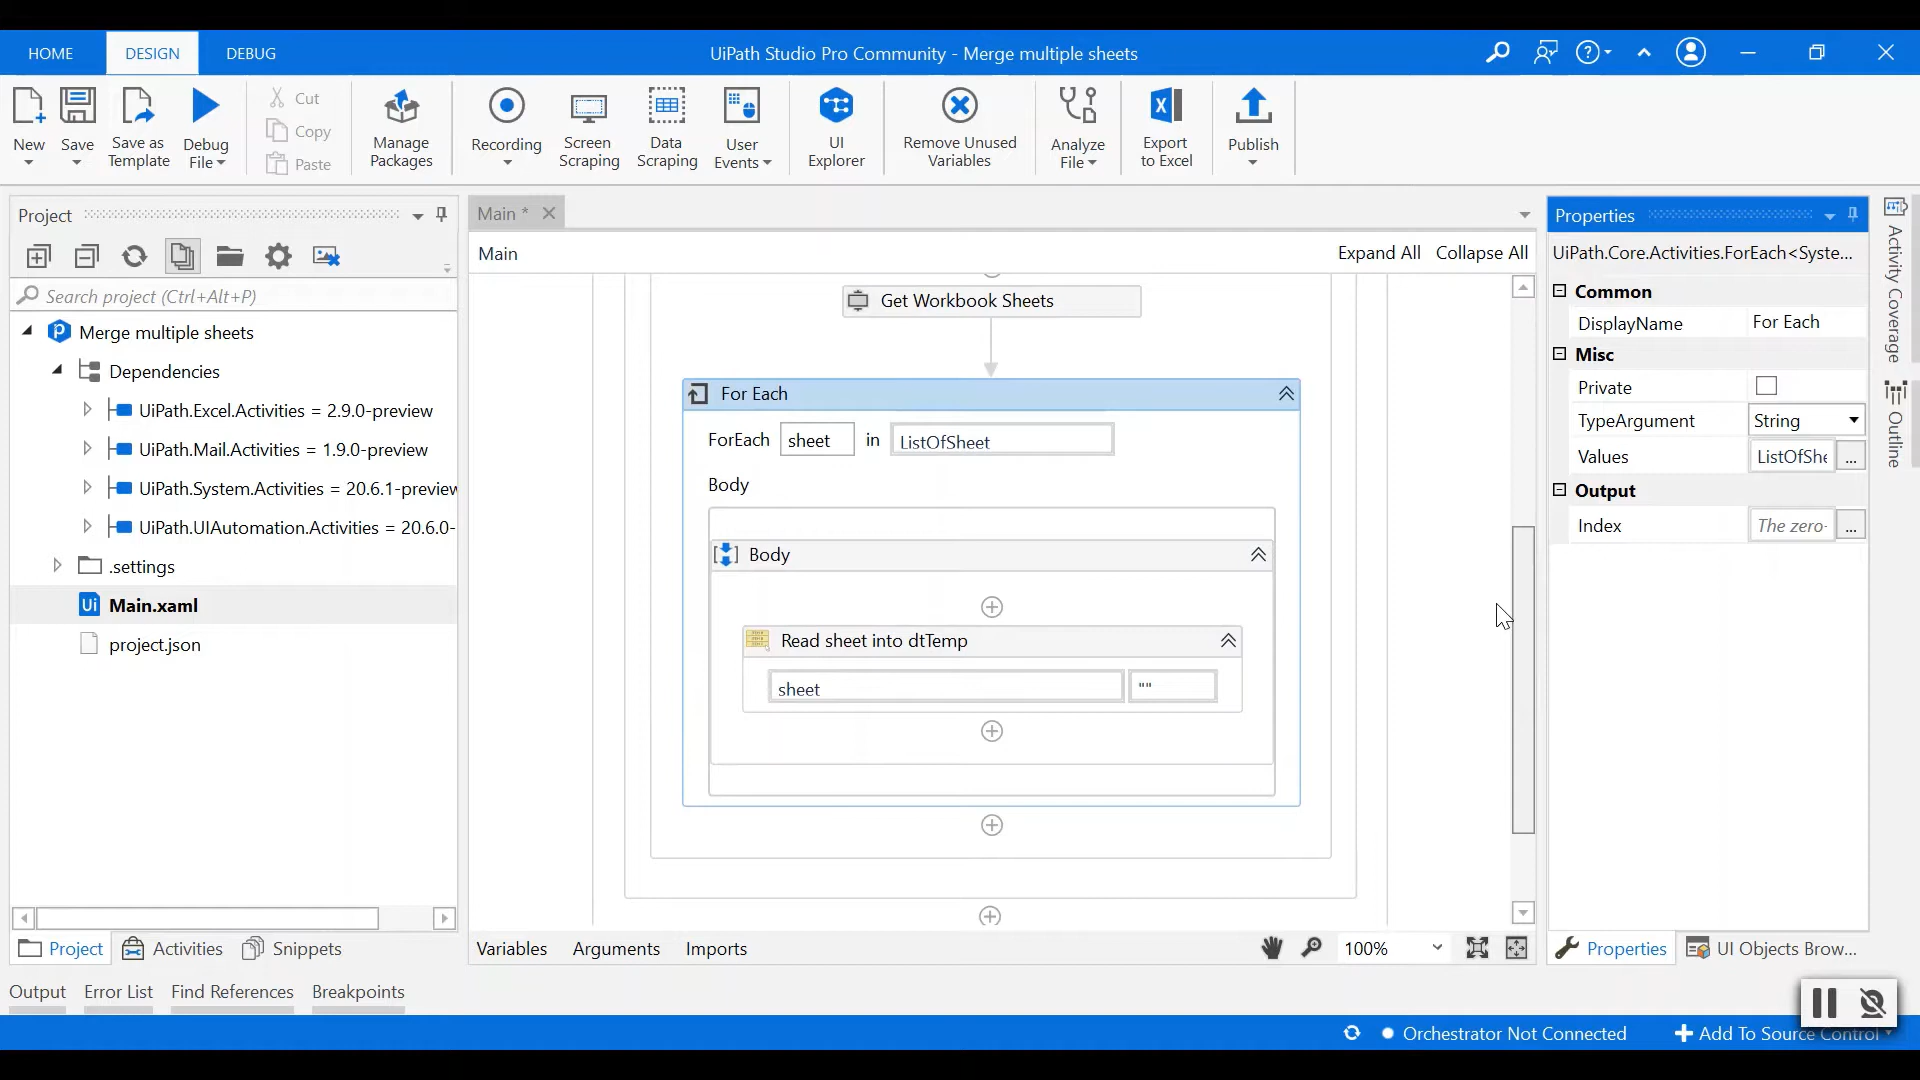 HOME
DESIGN
DEBUG
UiPath Studio Pro Community - Merge multiple sheets
New
Save
Save as
Template
Debug
File
Cut
Copy
Paste
Manage
Packages
Recording
Screen
Scraping
Data
Scraping
User
Events
UI
Explorer
Remove Unused
Variables
Analyze
File
Export
to Excel
Publish
Project
Search project (Ctrl+Alt+P)
Merge multiple sheets
Dependencies
UiPath.Excel.Activities = 2.9.0-preview
UiPath.Mail.Activities = 1.9.0-preview
UiPath.System.Activities = 20.6.1-preview
UiPath.UIAutomation.Activities = 20.6.0-
.settings
Ui Main.xaml
project.json
Project
Activities
Snippets
Main *
Main
Expand All
Collapse All
Get Workbook Sheets
For Each
ForEach sheet in ListOfSheet
Body
Body
Read sheet into dtTemp
sheet
""
Variables
Arguments
Imports
100%
Properties
UiPath.Core.Activities.ForEach<Syste...
Common
DisplayName For Each
Misc
Private
TypeArgument String
Values ListOfShe ...
Output
Index The zero- ...
Properties
UI Objects Brow...
Activity Coverage
Outline
Output
Error List
Find References
Breakpoints
Orchestrator Not Connected
Add To Source Control